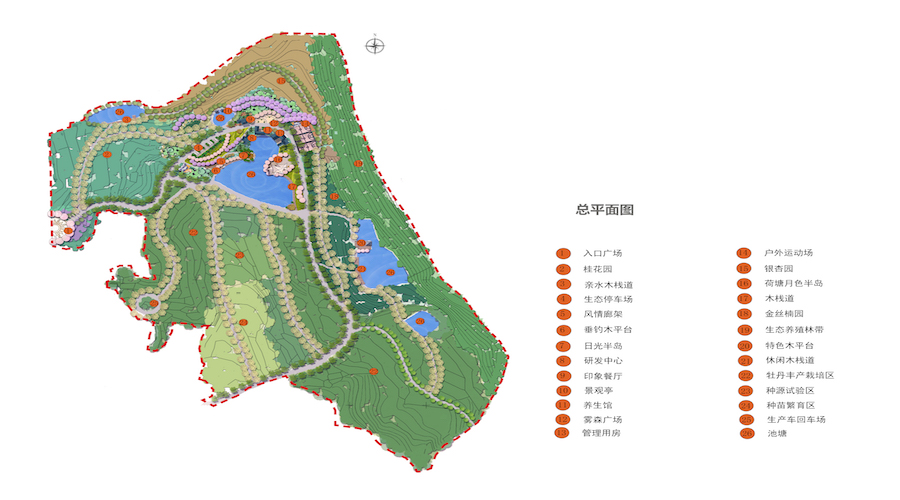 总平面图
1 入口广场
2 桂花园
3 亲水木栈道
4 生态停车场
5 风情廊架
6 垂钓木平台
7 日光半岛
8 研发中心
9 印象餐厅
10 景观亭
11 养生馆
12 雾森广场
13 管理用房
14 户外运动场
15 银杏园
16 荷塘月色半岛
17 木栈道
18 金丝楠园
19 生态养殖林带
20 特色木平台
21 休闲木栈道
22 牡丹丰产栽培区
23 种源试验区
24 种苗繁育区
25 生产车回车场
26 池塘